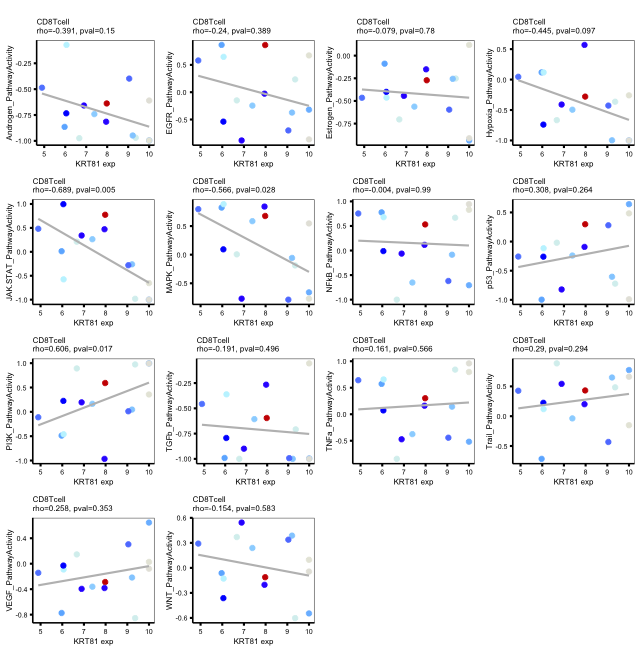 CD8Tcell
rho=-0.391, pval=0.15
Androgen_PathwayActivity
-0.25
-0.50
-0.75
-1.00
5 6 7 8 9 10
KRT81 exp
CD8Tcell
rho=-0.24, pval=0.389
EGFR_PathwayActivity
0.5
0.0
-0.5
5 6 7 8 9 10
KRT81 exp
CD8Tcell
rho=-0.079, pval=0.78
Estrogen_PathwayActivity
0.00
-0.25
-0.50
-0.75
5 6 7 8 9 10
KRT81 exp
CD8Tcell
rho=-0.445, pval=0.097
Hypoxia_PathwayActivity
0.5
0.0
-0.5
-1.0
5 6 7 8 9 10
KRT81 exp
CD8Tcell
rho=-0.689, pval=0.005
JAK.STAT_PathwayActivity
1.0
0.5
0.0
-0.5
-1.0
5 6 7 8 9 10
KRT81 exp
CD8Tcell
rho=-0.566, pval=0.028
MAPK_PathwayActivity
0.5
0.0
-0.5
5 6 7 8 9 10
KRT81 exp
CD8Tcell
rho=-0.004, pval=0.99
NFkB_PathwayActivity
1.0
0.5
0.0
-0.5
-1.0
5 6 7 8 9 10
KRT81 exp
CD8Tcell
rho=0.308, pval=0.264
p53_PathwayActivity
0.5
0.0
-0.5
-1.0
5 6 7 8 9 10
KRT81 exp
CD8Tcell
rho=0.606, pval=0.017
PI3K_PathwayActivity
1.0
0.5
0.0
-0.5
-1.0
5 6 7 8 9 10
KRT81 exp
CD8Tcell
rho=-0.191, pval=0.496
TGFb_PathwayActivity
-0.25
-0.50
-0.75
-1.00
5 6 7 8 9 10
KRT81 exp
CD8Tcell
rho=0.161, pval=0.566
TNFa_PathwayActivity
1.0
0.5
0.0
-0.5
5 6 7 8 9 10
KRT81 exp
CD8Tcell
rho=0.29, pval=0.294
Trail_PathwayActivity
0.5
0.0
-0.5
5 6 7 8 9 10
KRT81 exp
CD8Tcell
rho=0.258, pval=0.353
VEGF_PathwayActivity
0.4
0.0
-0.4
-0.8
5 6 7 8 9 10
KRT81 exp
CD8Tcell
rho=-0.154, pval=0.583
WNT_PathwayActivity
0.6
0.3
0.0
-0.3
-0.6
5 6 7 8 9 10
KRT81 exp